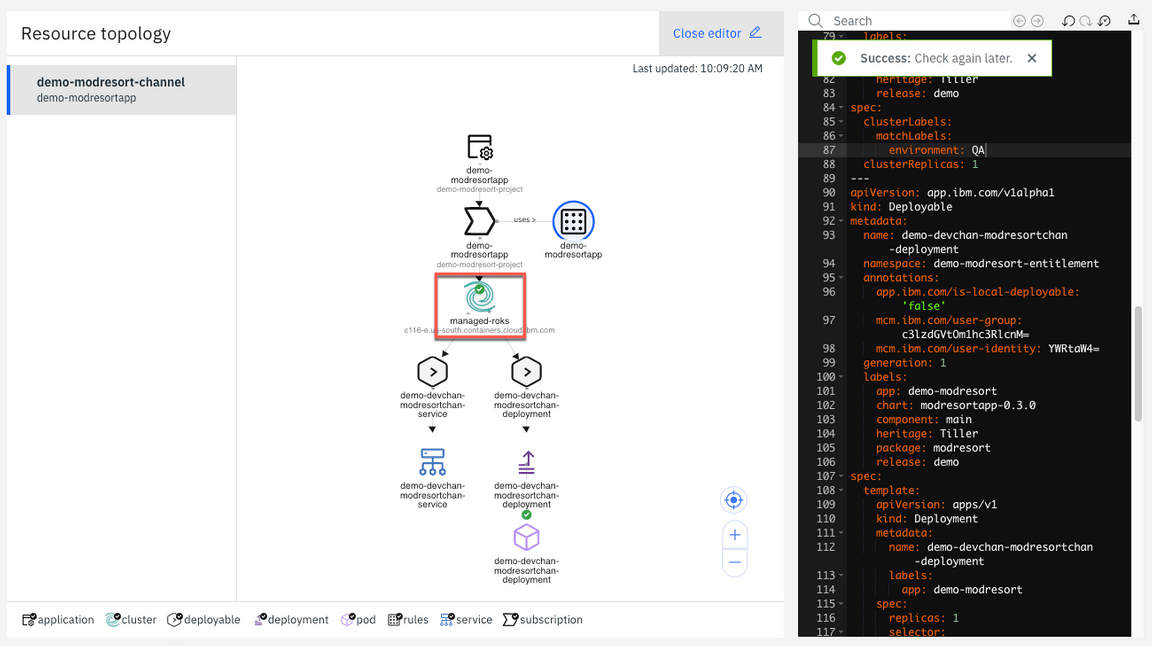 Resource topology
Close editor
demo-modresort-channel
demo-modresortapp
Last updated: 10:09:20 AM
demo-
modresortapp
demo-modresort-project
demo-
modresortapp
demo-modresort-project
uses >
demo-
modresortapp
managed-roks
c116-e.us-south.containers.cloud.ibm.com
demo-devchan-
modresortchan-
service
demo-devchan-
modresortchan-
deployment
demo-devchan-
modresortchan-
service
demo-devchan-
modresortchan-
deployment
demo-devchan-
modresortchan-
deployment
application
cluster
deployable
deployment
pod
rules
service
subscription
Search
79 labels:
Success: Check again later.
82 heritage: Tiller
83 release: demo
84 spec:
85 clusterLabels:
86 matchLabels:
87 environment: QA
88 clusterReplicas: 1
89 ---
90 apiVersion: app.ibm.com/v1alpha1
91 kind: Deployable
92 metadata:
93 name: demo-devchan-modresortchan
-deployment
94 namespace: demo-modresort-entitlement
95 annotations:
96 app.ibm.com/is-local-deployable:
'false'
97 mcm.ibm.com/user-group:
c3lzdGVtOm1hc3RlcnM=
98 mcm.ibm.com/user-identity: YWRtaW4=
99 generation: 1
100 labels:
101 app: demo-modresort
102 chart: modresortapp-0.3.0
103 component: main
104 heritage: Tiller
105 package: modresort
106 release: demo
107 spec:
108 template:
109 apiVersion: apps/v1
110 kind: Deployment
111 metadata:
112 name: demo-devchan-modresortchan
-deployment
113 labels:
114 app: demo-modresort
115 spec:
116 replicas: 1
117 selector: